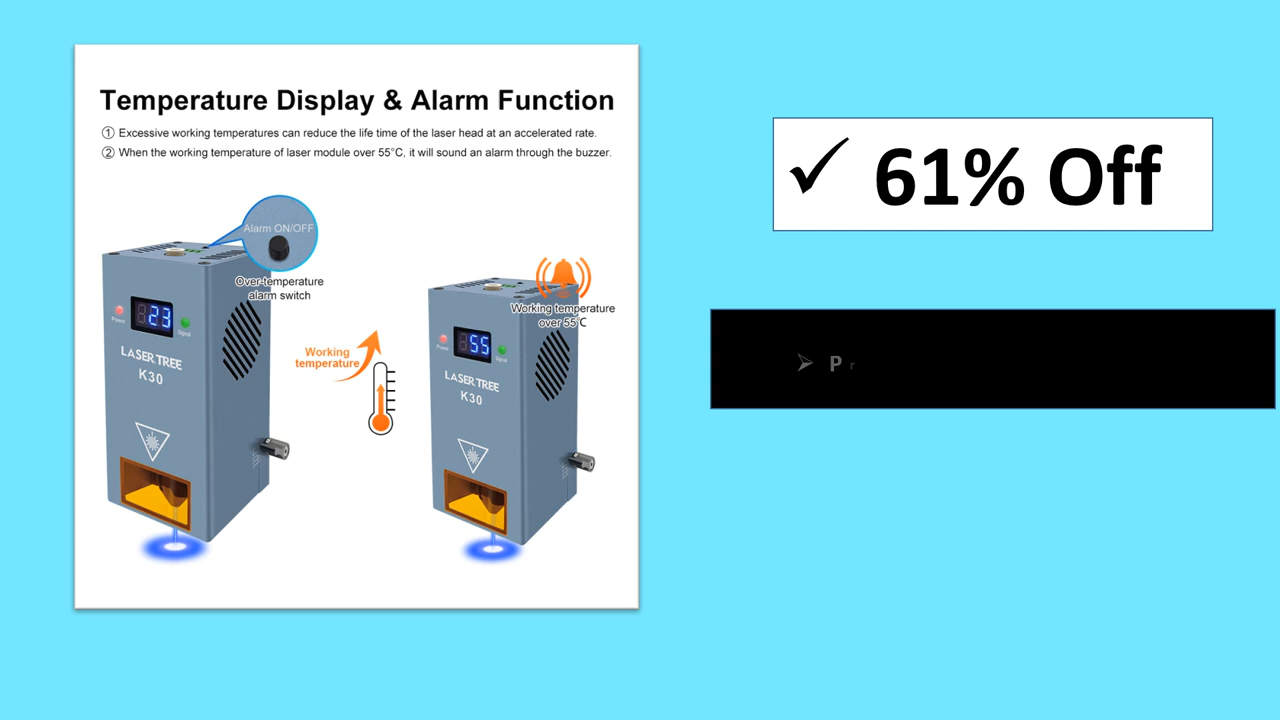 Temperature Display & Alarm Function
① Excessive working temperatures can reduce the life time of the laser head at an accelerated rate.
② When the working temperature of laser module over 55°C, it will sound an alarm through the buzzer.
✓ 61% Off
Alarm ON/OFF
Over-temperature
alarm switch
Working temperature
over 55°C
23
Power
Signal
LASER TREE
K30
Working
temperature
55
Power
Signal
LASER TREE
K30
➢ Pr